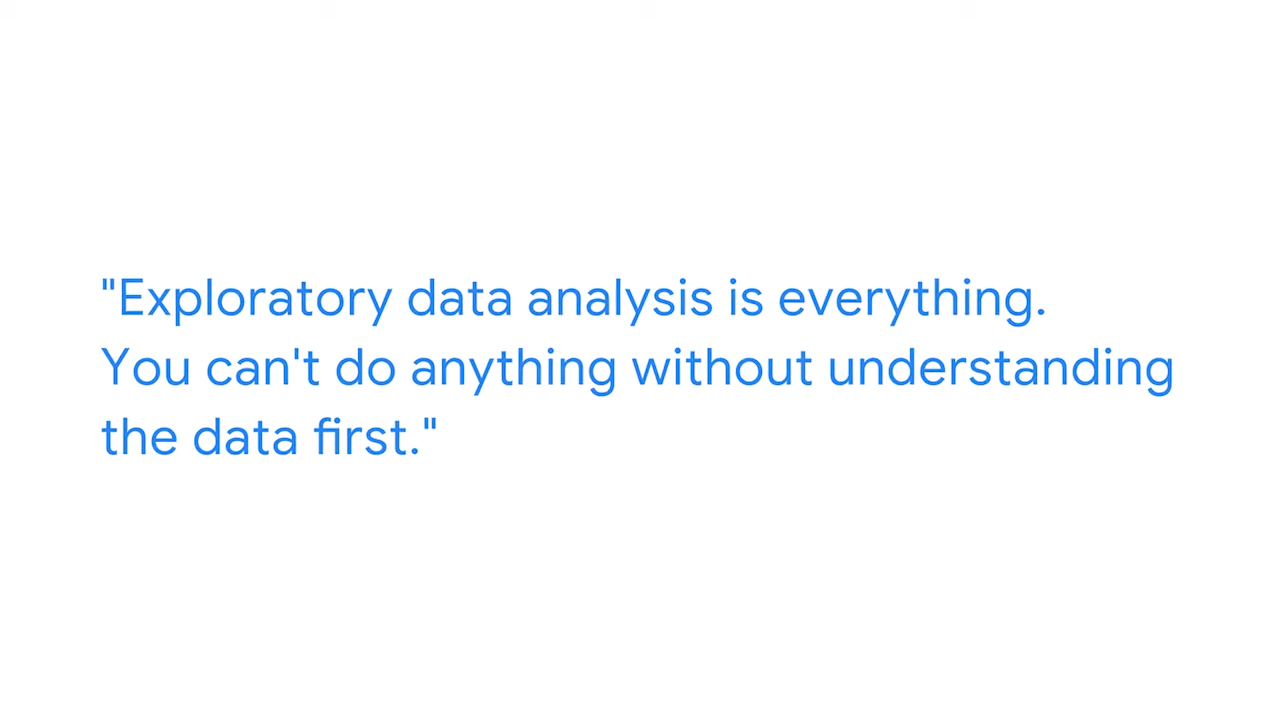 "Exploratory data analysis is everything.
You can't do anything without understanding
the data first."